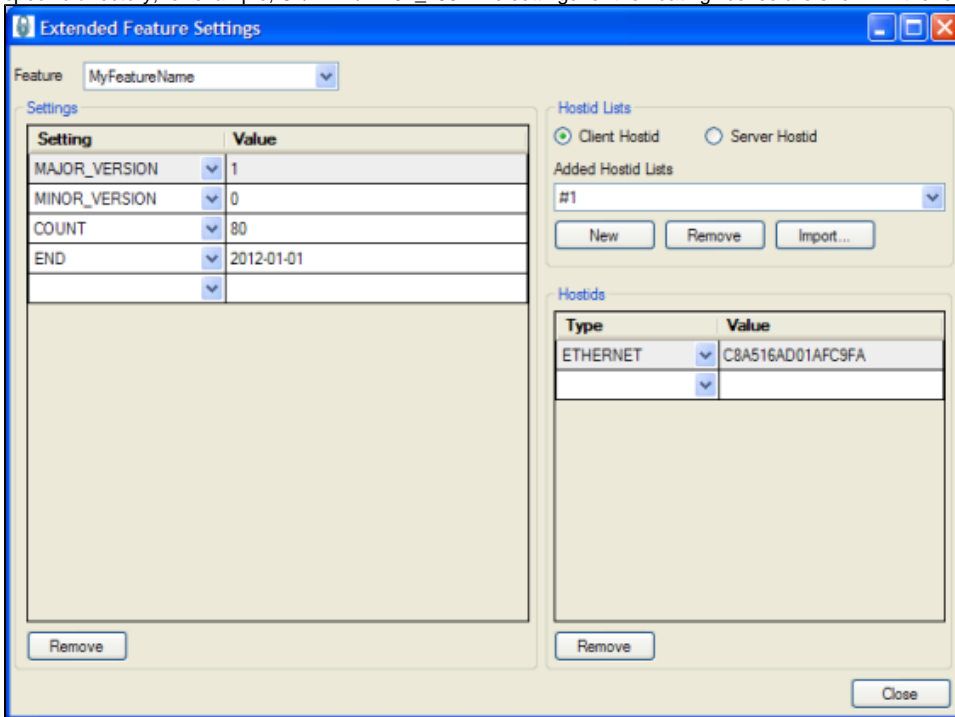 Extended Feature Settings
Feature MyFeatureName
Settings
Setting Value
MAJOR_VERSION 1
MINOR_VERSION 0
COUNT 80
END 2012-01-01
Remove
Hostid Lists
Client Hostid Server Hostid
Added Hostid Lists
#1
New Remove Import...
Hostids
Type Value
ETHERNET C8A516AD01AFC9FA
Remove
Close